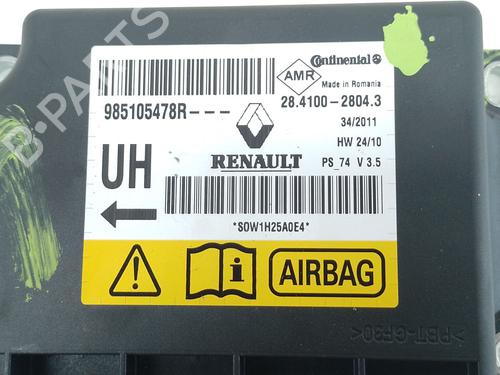 Continental
AMR
Made in Romania
985105478R---
28.4100-2804.3
34/2011
HW 24/10
RENAULT
PS_74 V 3.5
UH
*S0W1H25A0E4*
i
AIRBAG
>PBT-GF30<
B-PARTS